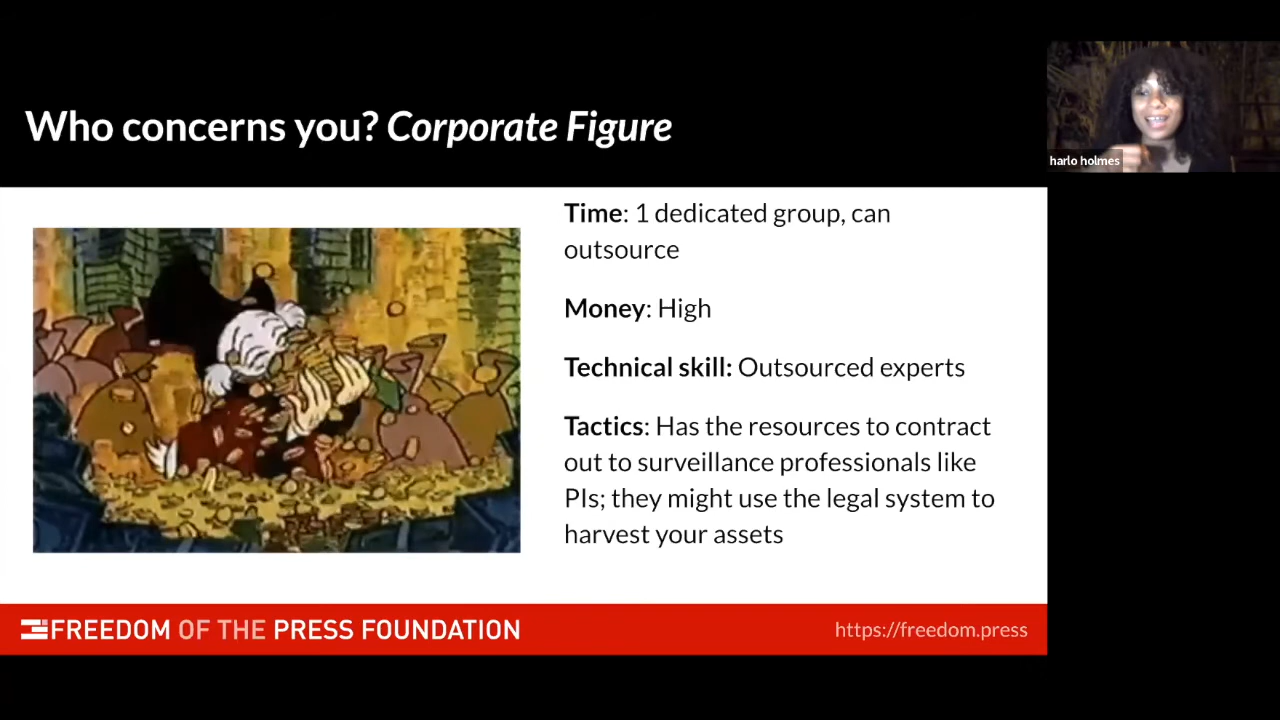 Who concerns you? Corporate Figure
harlo holmes
Time: 1 dedicated group, can
outsource
Money: High
Technical skill: Outsourced experts
Tactics: Has the resources to contract
out to surveillance professionals like
PIs; they might use the legal system to
harvest your assets
FREEDOM OF THE PRESS FOUNDATION
https://freedom.press